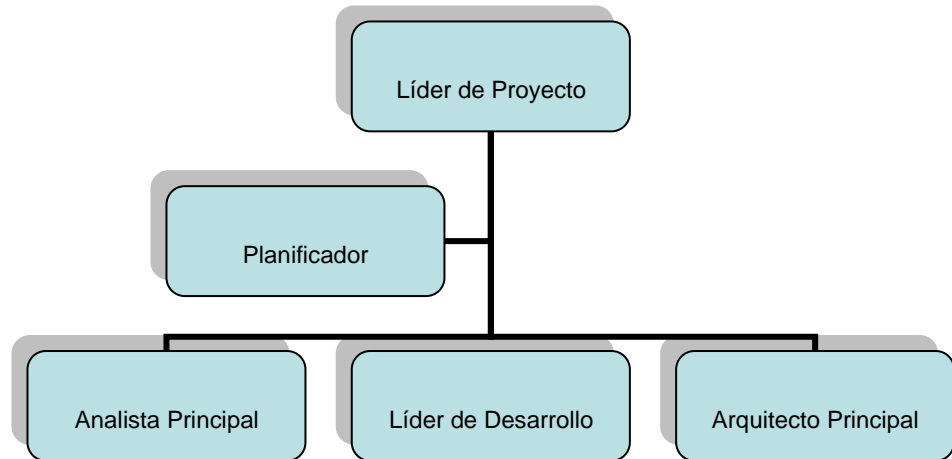 Líder de Proyecto
Planificador
Analista Principal
Líder de Desarrollo
Arquitecto Principal